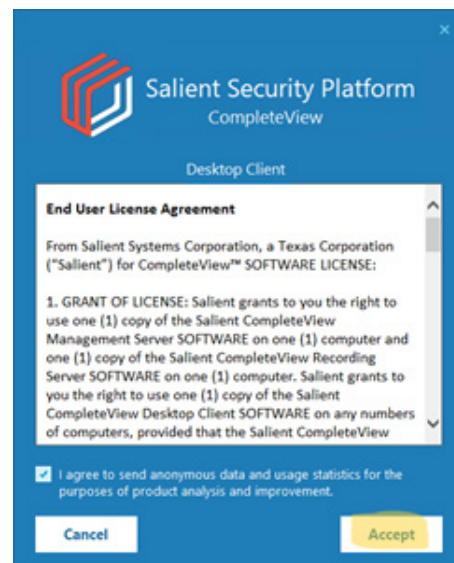 Salient Security Platform
CompleteView
Desktop Client
End User License Agreement
From Salient Systems Corporation, a Texas Corporation
("Salient") for CompleteView™ SOFTWARE LICENSE:
1. GRANT OF LICENSE: Salient grants to you the right to
use one (1) copy of the Salient CompleteView
Management Server SOFTWARE on one (1) computer and
one (1) copy of the Salient CompleteView Recording
Server SOFTWARE on one (1) computer. Salient grants to
you the right to use one (1) copy of the Salient
CompleteView Desktop Client SOFTWARE on any numbers
of computers, provided that the Salient CompleteView
I agree to send anonymous data and usage statistics for the
purposes of product analysis and improvement.
Cancel Accept